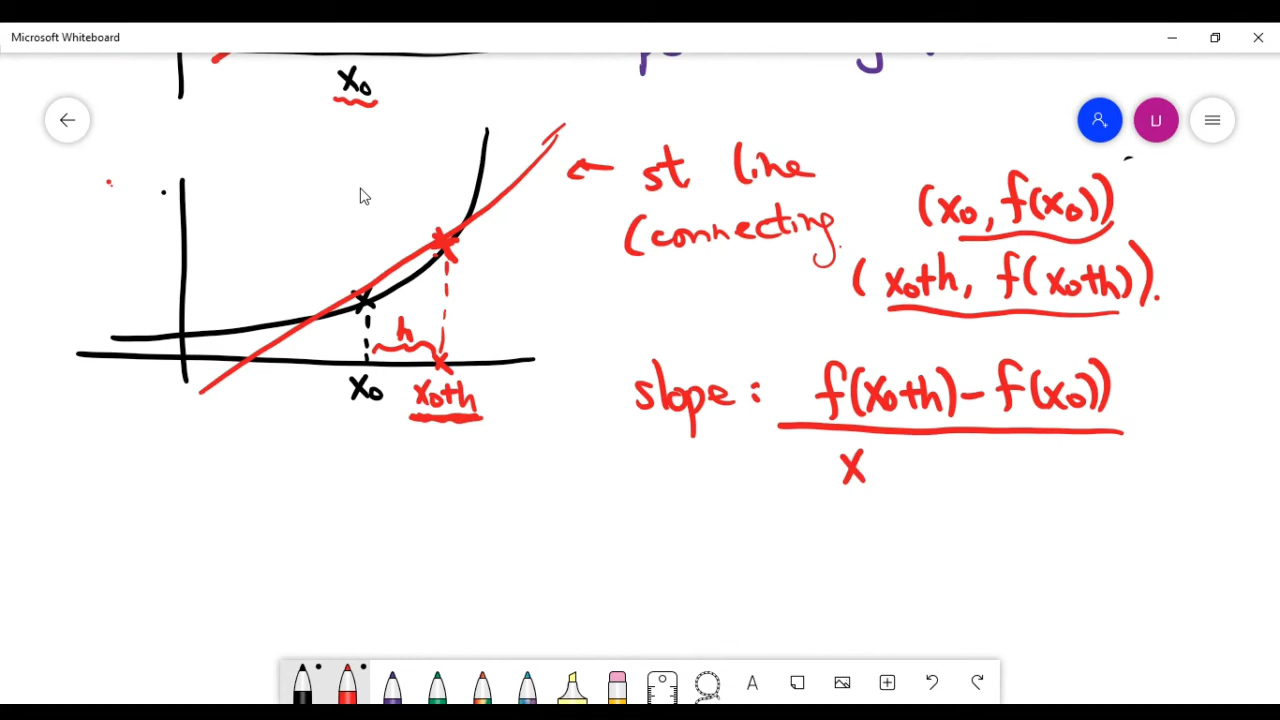 Microsoft Whiteboard
x₀
← st line
(connecting
(x₀, f(x₀))
(x₀+h, f(x₀+h)).
h
x₀
x₀+h
slope: f(x₀+h)-f(x₀))
x